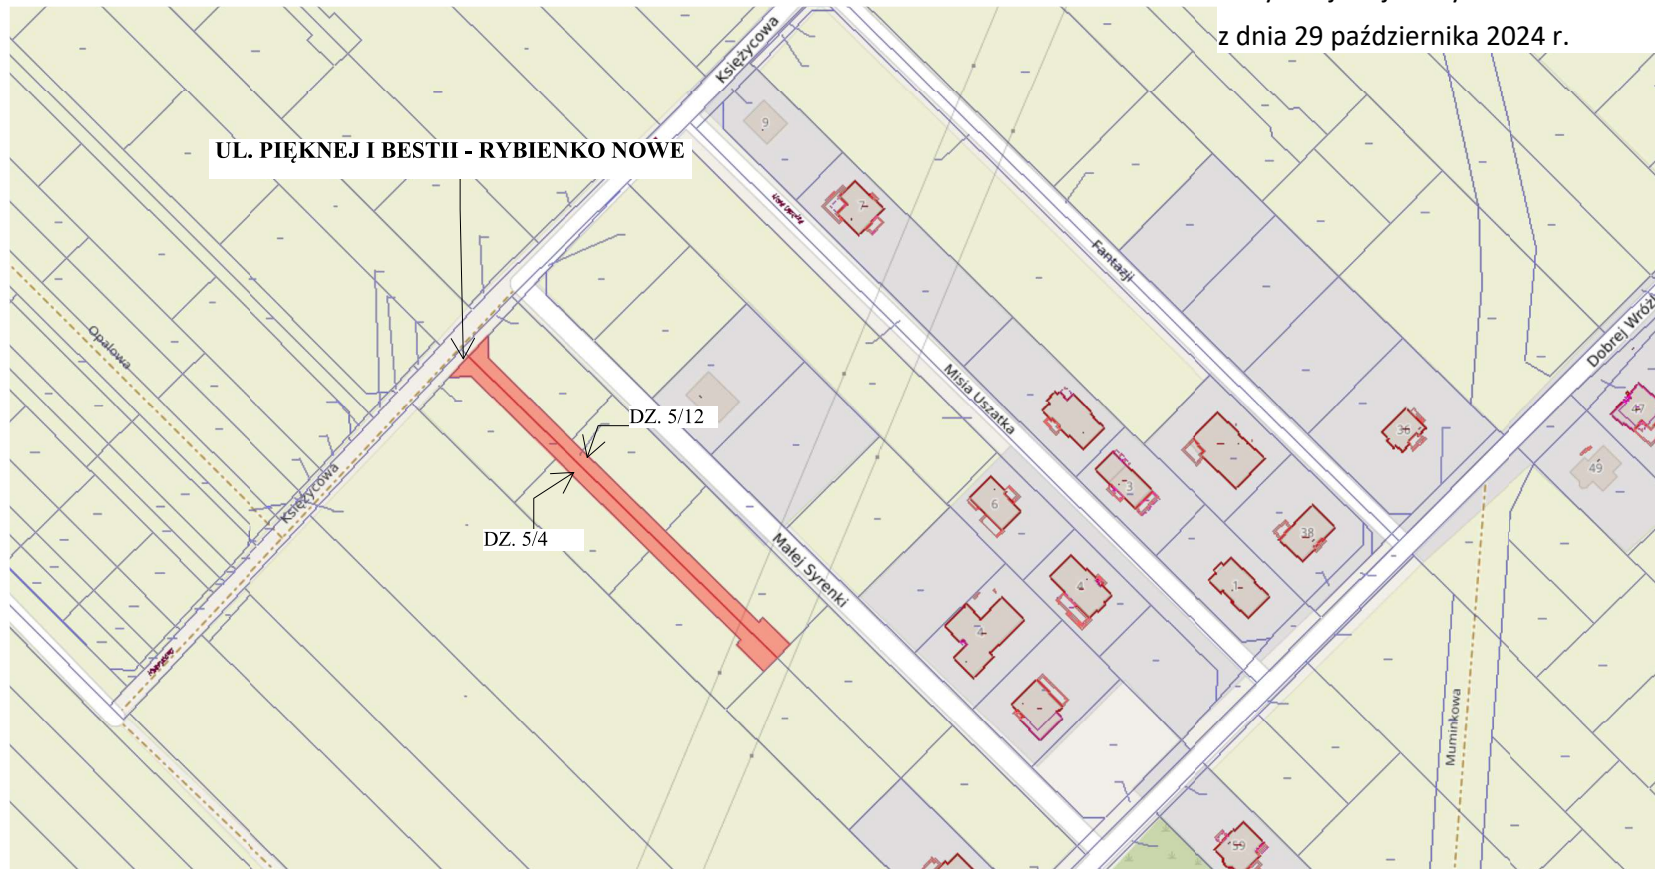 z dnia 29 października 2024 r.
Księżycowa
9
UL. PIĘKNEJ I BESTII - RYBIENKO NOWE
Fantazji
Dobrej Wróżki
Opalowa
Misia Uszatka
DZ. 5/12
47
36
49
3
6
Księżycowa
38
DZ. 5/4
Małej Syrenki
4
1
Muminkowa
59